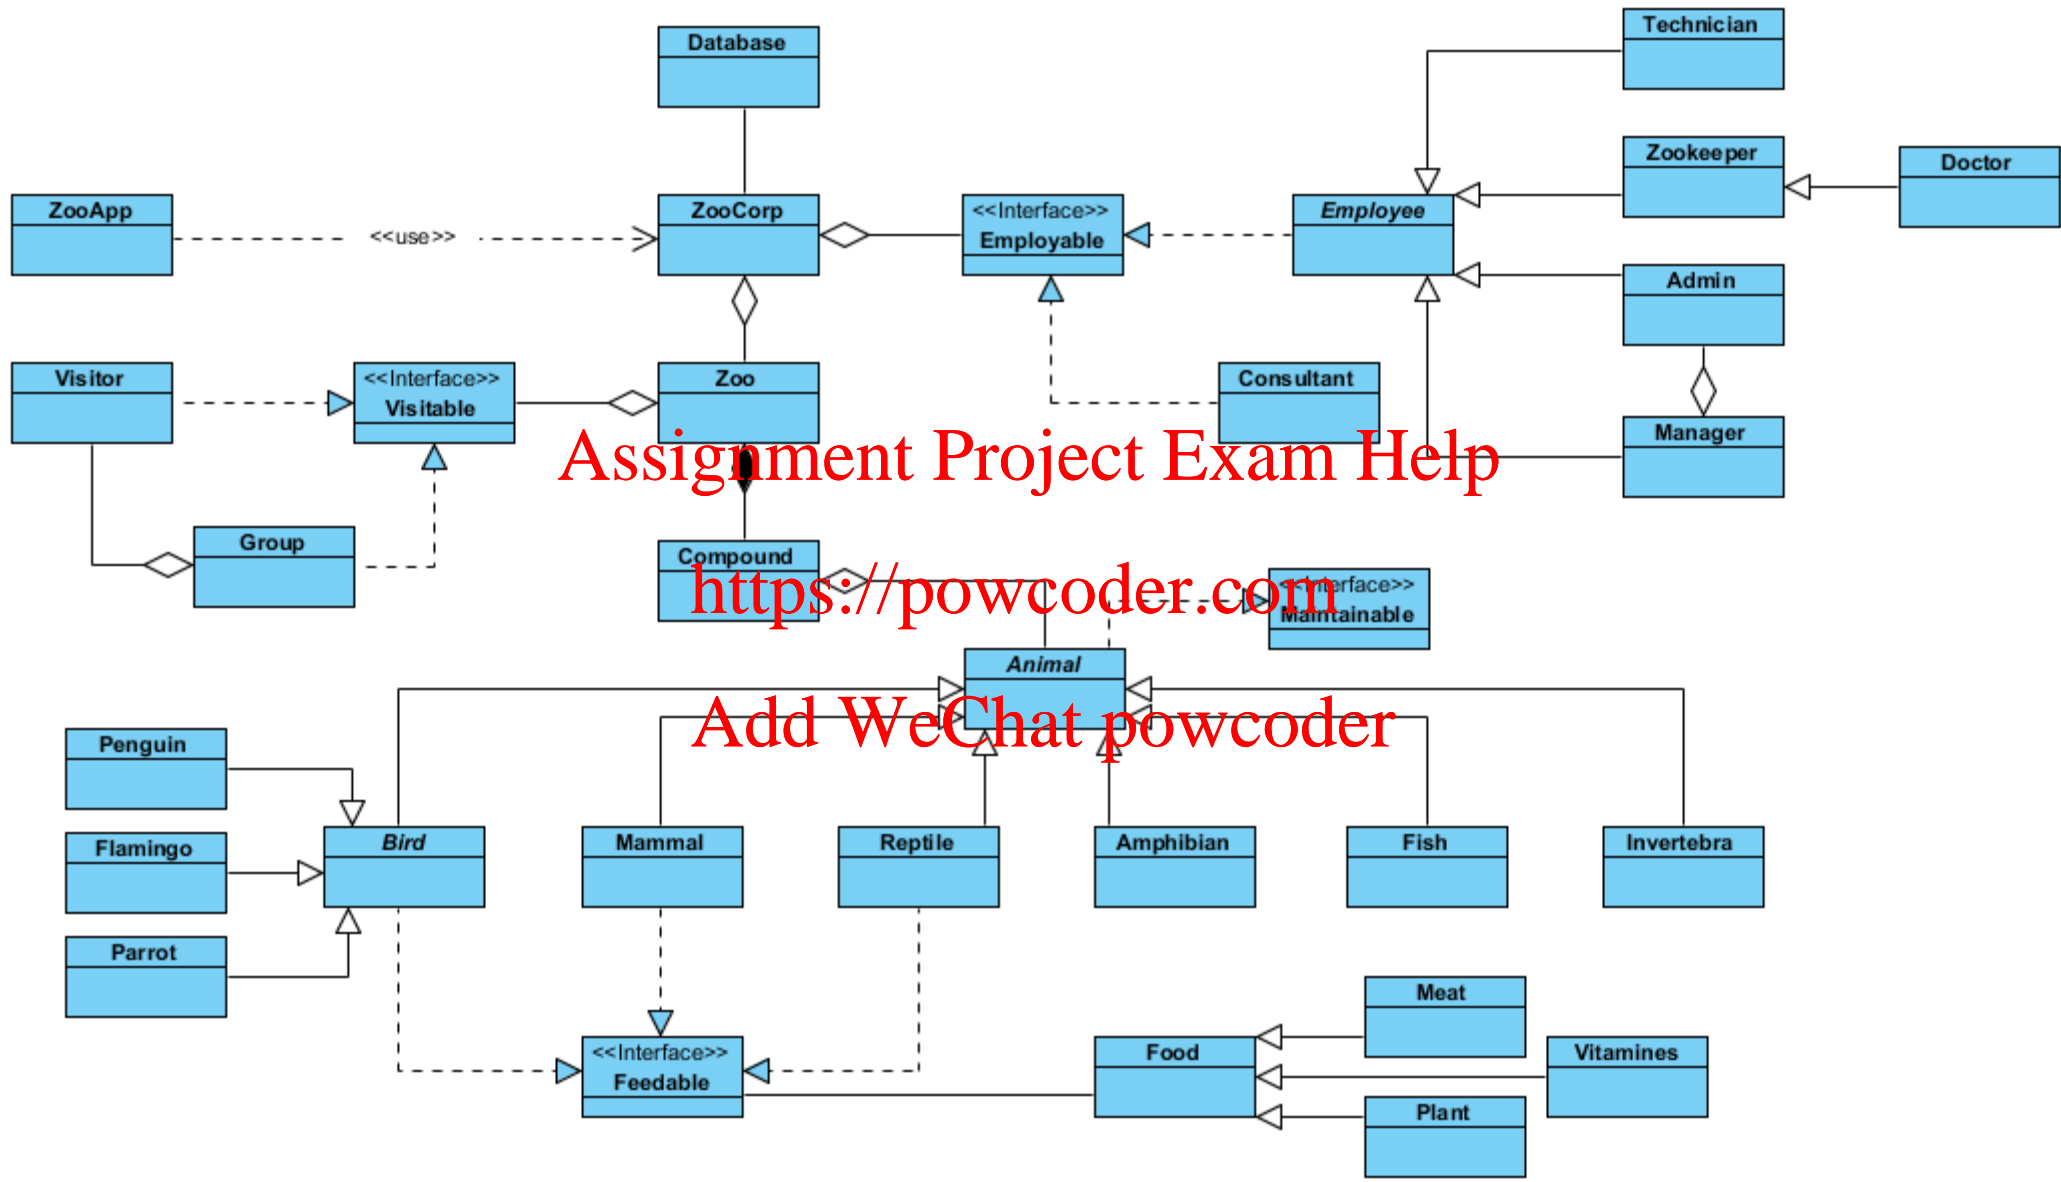 Database
Technician
Zookeeper
Doctor
ZooApp
<<use>>
ZooCorp
<<Interface>>
Employable
Employee
Admin
Visitor
<<Interface>>
Visitable
Zoo
Consultant
Manager
Assignment Project Exam Help
Group
Compound
https://powcoder.com
<<Interface>>
Maintainable
Animal
Add WeChat powcoder
Penguin
Flamingo
Parrot
Bird
Mammal
Reptile
Amphibian
Fish
Invertebra
<<Interface>>
Feedable
Food
Meat
Vitamines
Plant